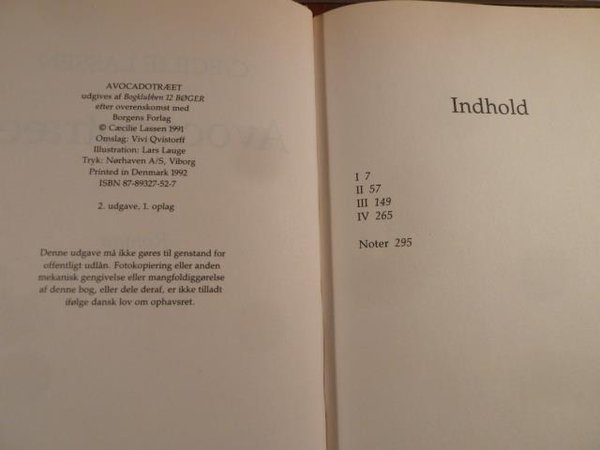 AVOCADOTRÆET
udgives af Bogklubben 12 BØGER
efter overenskomst med
Borgens Forlag
© Cæcilie Lassen 1991
Omslag: Vivi Qvistorff
Illustration: Lars Lauge
Tryk: Nørhaven A/S, Viborg
Printed in Denmark 1992
ISBN 87-89327-52-7
2. udgave, 1. oplag
Denne udgave må ikke gøres til genstand for
offentligt udlån. Fotokopiering eller anden
mekanisk gengivelse eller mangfoldiggørelse
af denne bog, eller dele deraf, er ikke tilladt
ifølge dansk lov om ophavsret.
Indhold
I 7
II 57
III 149
IV 265
Noter 295